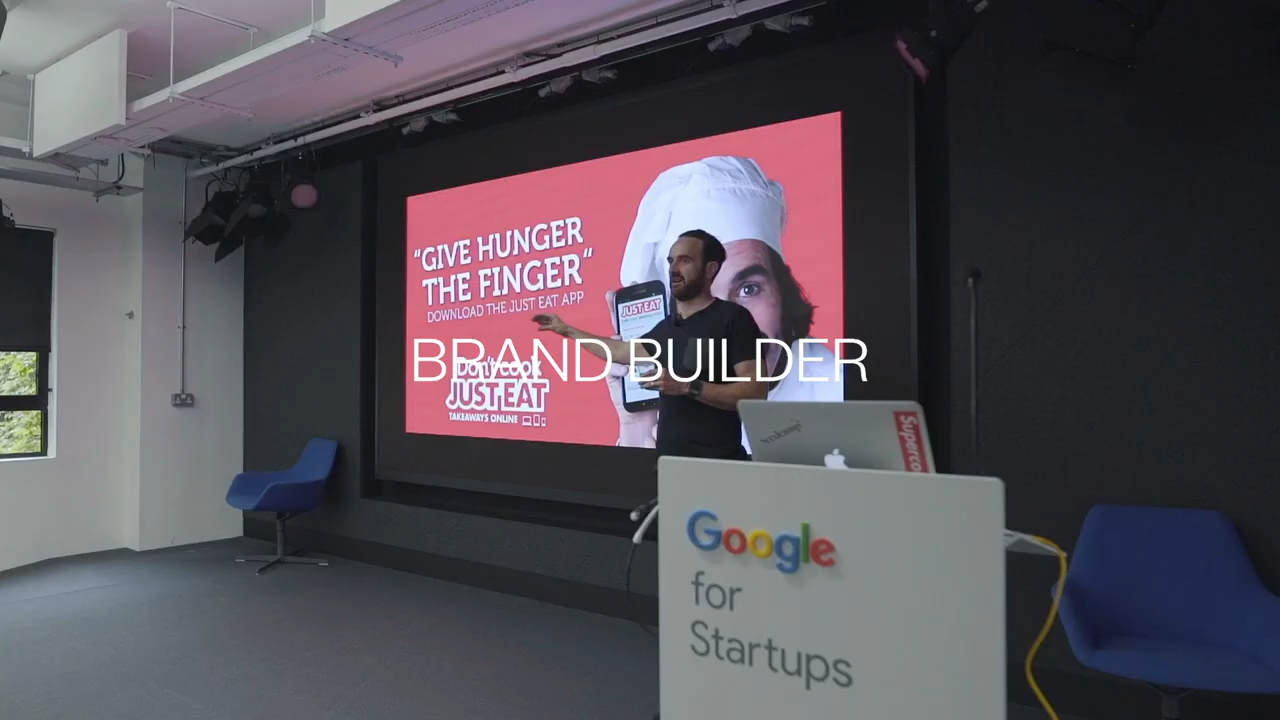 "GIVE HUNGER
THE FINGER"
DOWNLOAD THE JUST EAT APP
JUST EAT
BRAND BUILDER
Don't cook
JUST EAT
TAKEAWAYS ONLINE
Google
for
Startups